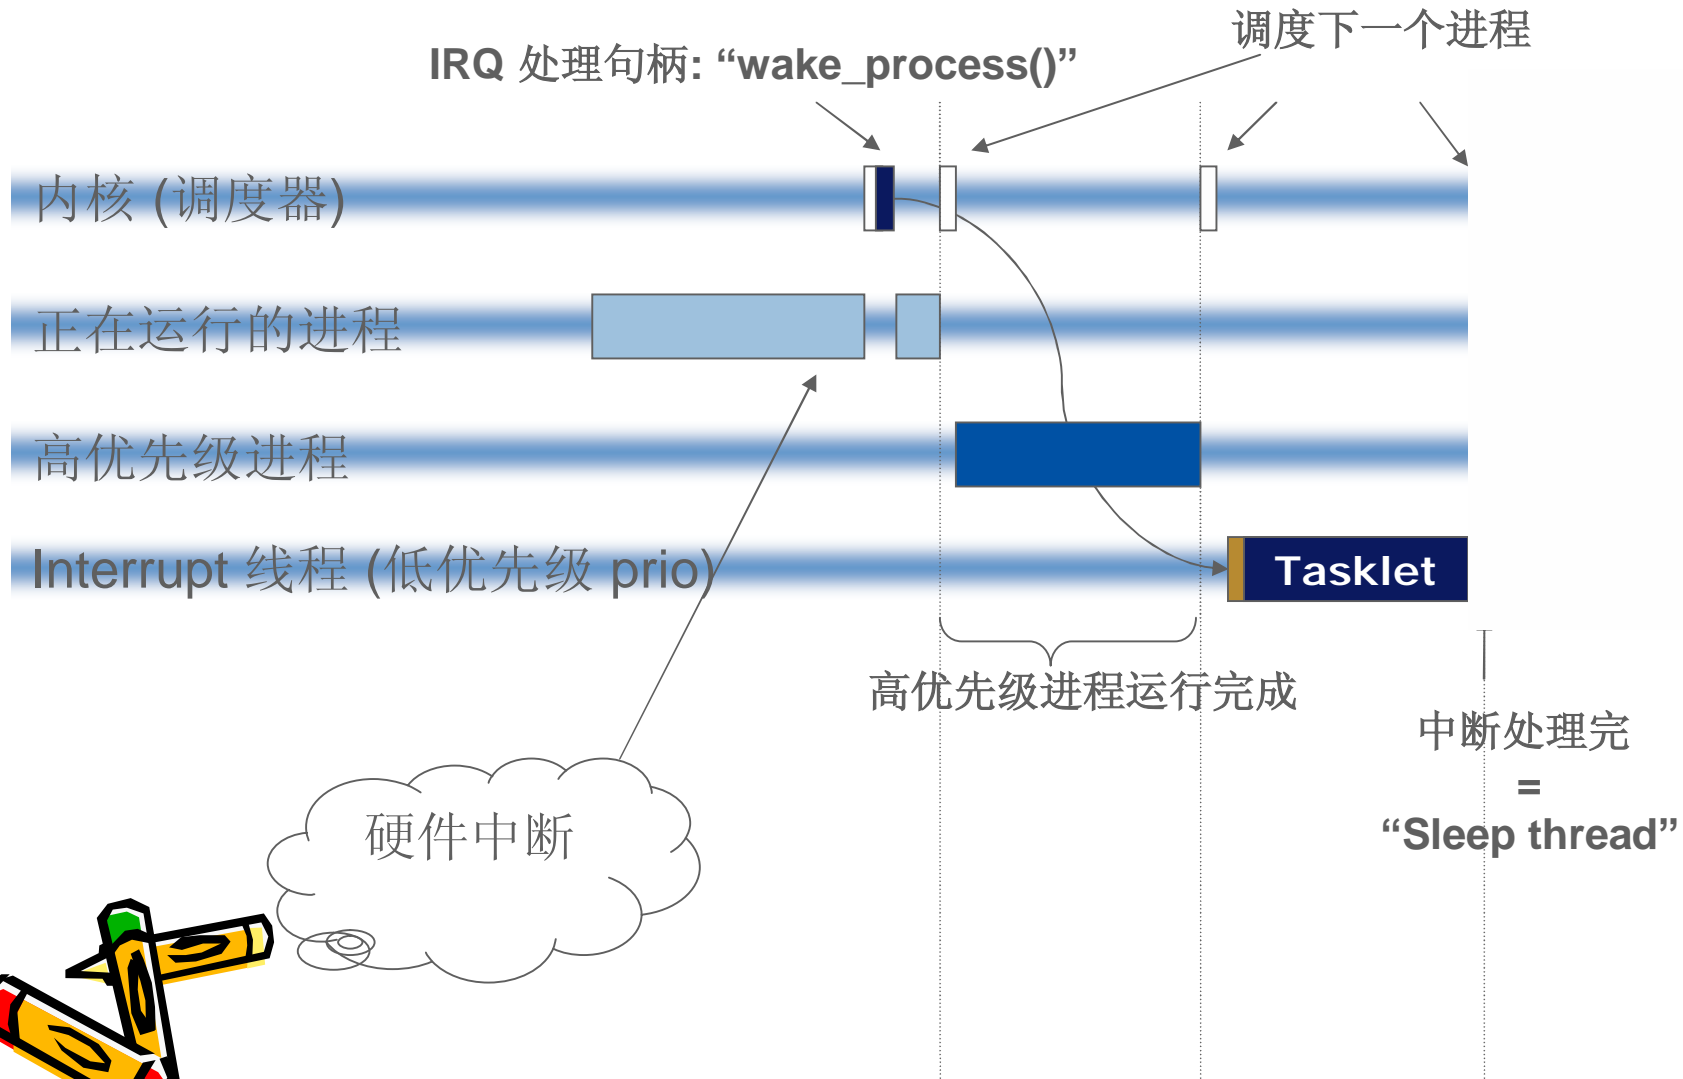 调度下一个进程
IRQ 处理句柄: “wake_process()”
内核 (调度器)
正在运行的进程
高优先级进程
Interrupt 线程 (低优先级 prio)
Tasklet
高优先级进程运行完成
中断处理完
=
“Sleep thread”
硬件中断